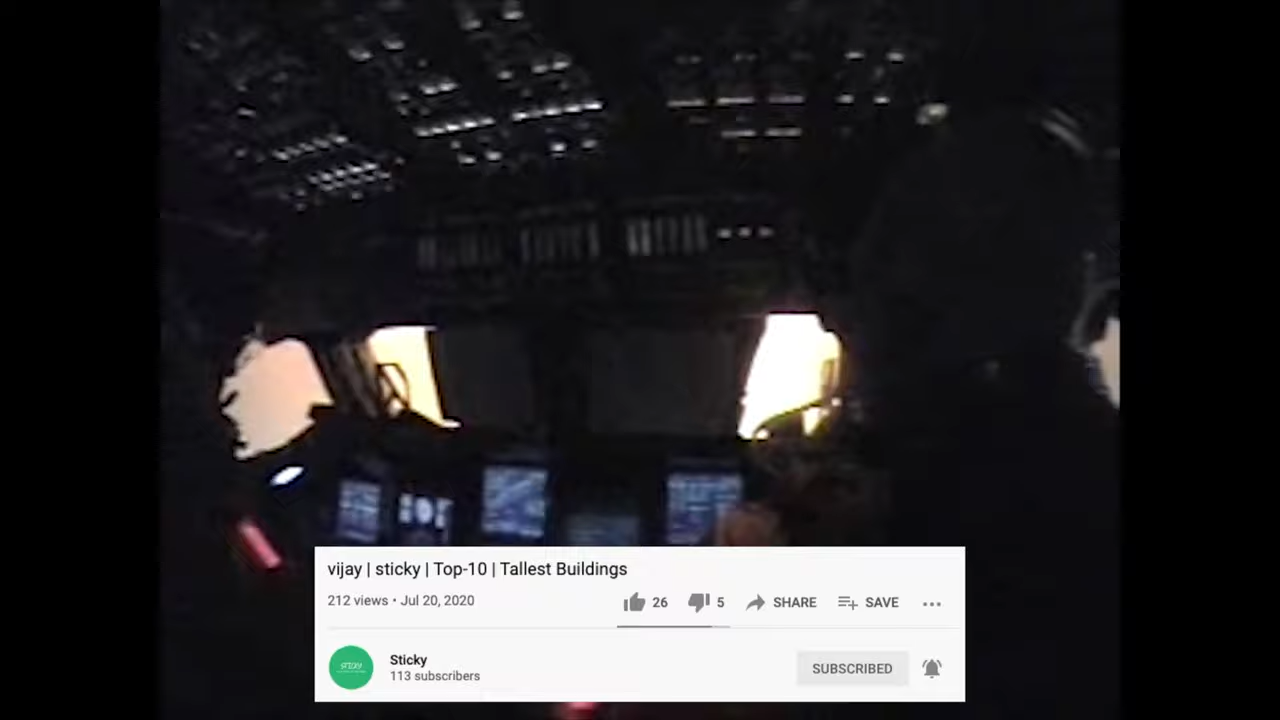 vijay | sticky | Top-10 | Tallest Buildings
212 views • Jul 20, 2020
26
5
SHARE
SAVE
Sticky
113 subscribers
SUBSCRIBED